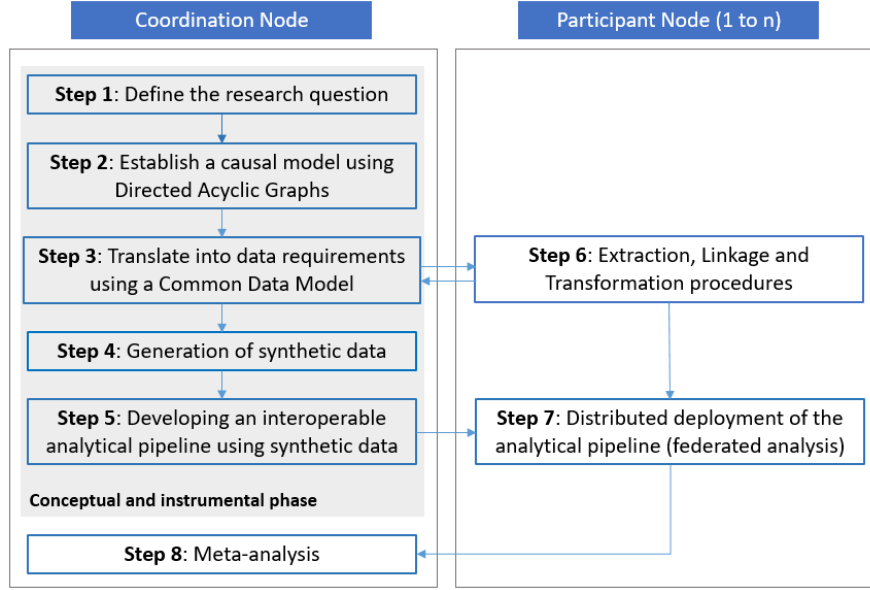 Coordination Node
Participant Node (1 to n)
Step 1: Define the research question
Step 2: Establish a causal model using
Directed Acyclic Graphs
Step 3: Translate into data requirements
using a Common Data Model
Step 4: Generation of synthetic data
Step 5: Developing an interoperable
analytical pipeline using synthetic data
Conceptual and instrumental phase
Step 6: Extraction, Linkage and
Transformation procedures
Step 7: Distributed deployment of the
analytical pipeline (federated analysis)
Step 8: Meta-analysis